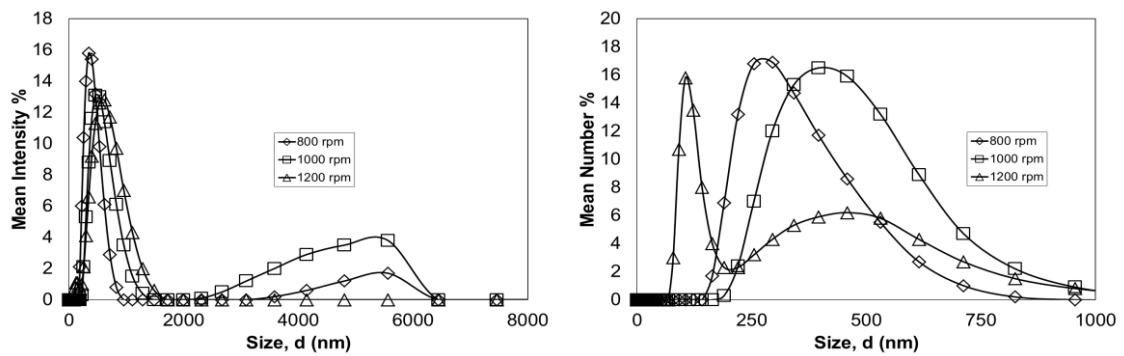 Mean Intensity %
18
16
14
12
10
8
6
4
2
0
800 rpm
1000 rpm
1200 rpm
0 2000 4000 6000 8000
Size, d (nm)
Mean Number %
20
18
16
14
12
10
8
6
4
2
0
800 rpm
1000 rpm
1200 rpm
0 250 500 750 1000
Size, d (nm)